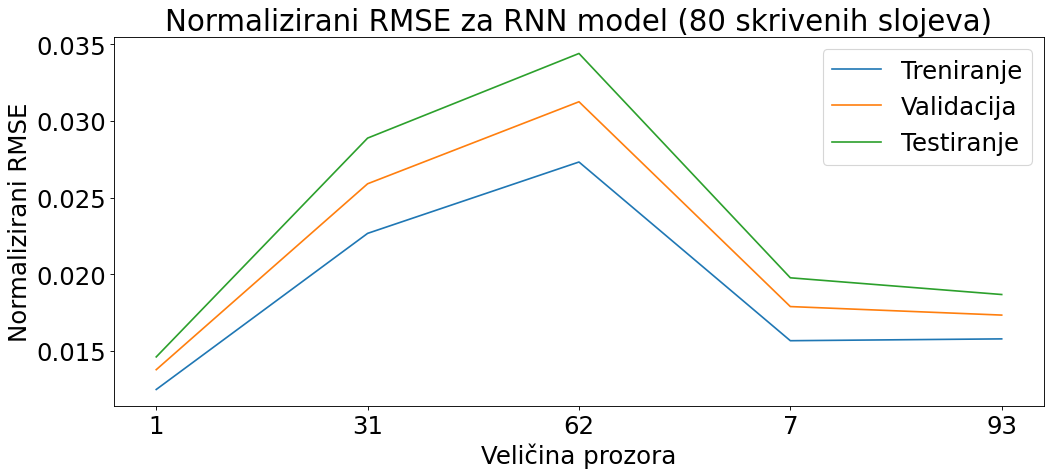 Normalizirani RMSE za RNN model (80 skrivenih slojeva)
0.035
0.030
0.025
0.020
0.015
Normalizirani RMSE
Treniranje
Validacija
Testiranje
1 31 62 7 93
Veličina prozora